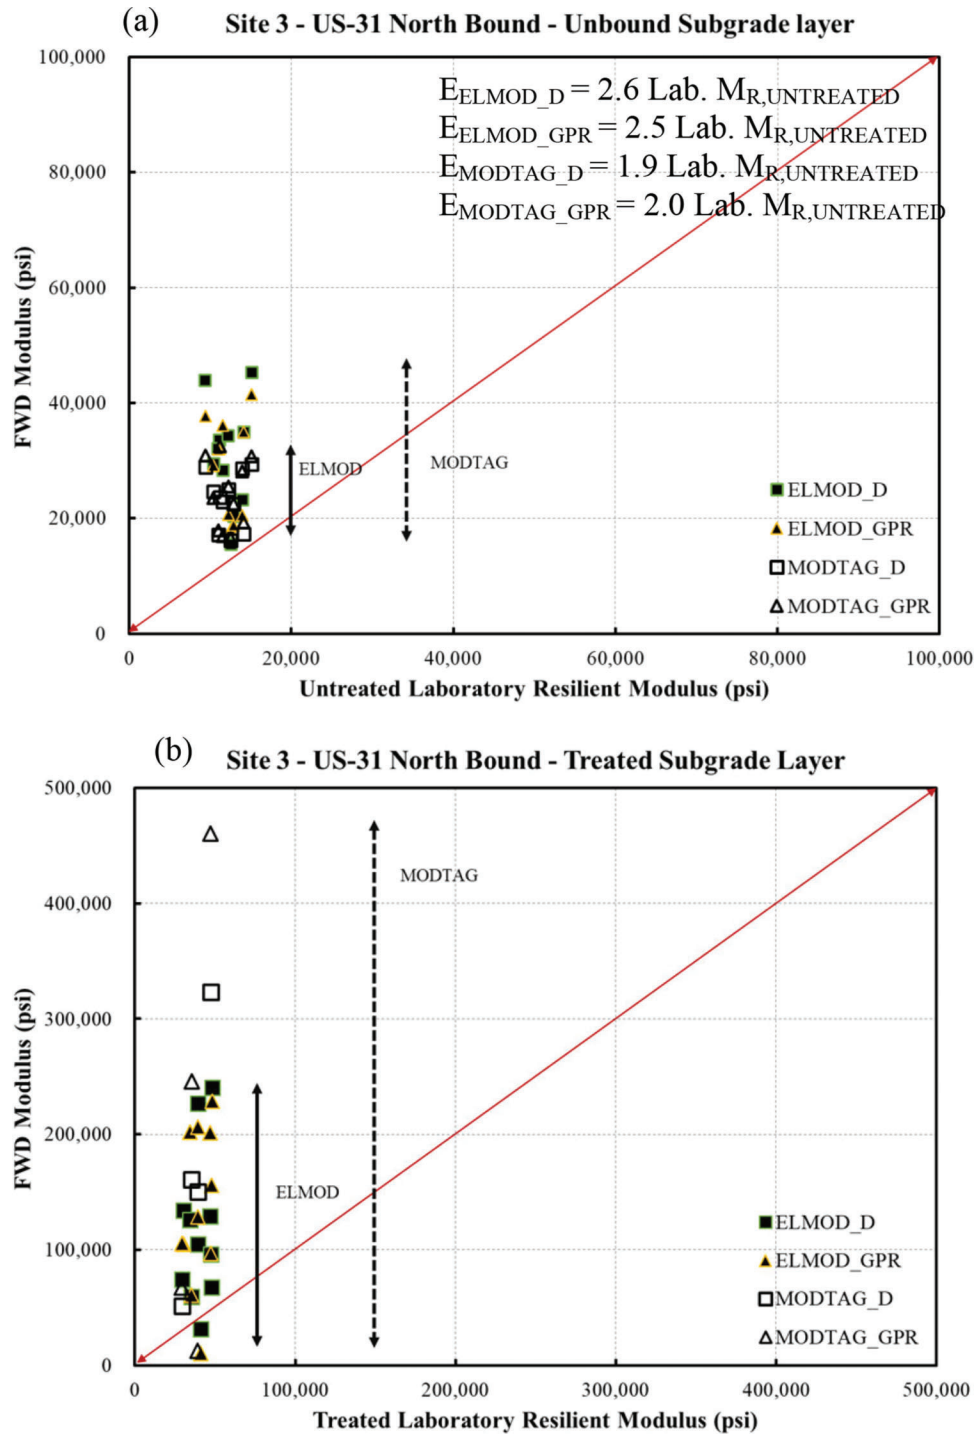 (a) Site 3 - US-31 North Bound - Unbound Subgrade layer
100,000
80,000
60,000
40,000
20,000
0
FWD Modulus (psi)
E_ELMOD_D = 2.6 Lab. M_R,UNTREATED
E_ELMOD_GPR = 2.5 Lab. M_R,UNTREATED
E_MODTAG_D = 1.9 Lab. M_R,UNTREATED
E_MODTAG_GPR = 2.0 Lab. M_R,UNTREATED
ELMOD
MODTAG
ELMOD_D
ELMOD_GPR
MODTAG_D
MODTAG_GPR
0 20,000 40,000 60,000 80,000 100,000
Untreated Laboratory Resilient Modulus (psi)
(b) Site 3 - US-31 North Bound - Treated Subgrade Layer
500,000
400,000
300,000
200,000
100,000
0
FWD Modulus (psi)
MODTAG
ELMOD
ELMOD_D
ELMOD_GPR
MODTAG_D
MODTAG_GPR
0 100,000 200,000 300,000 400,000 500,000
Treated Laboratory Resilient Modulus (psi)